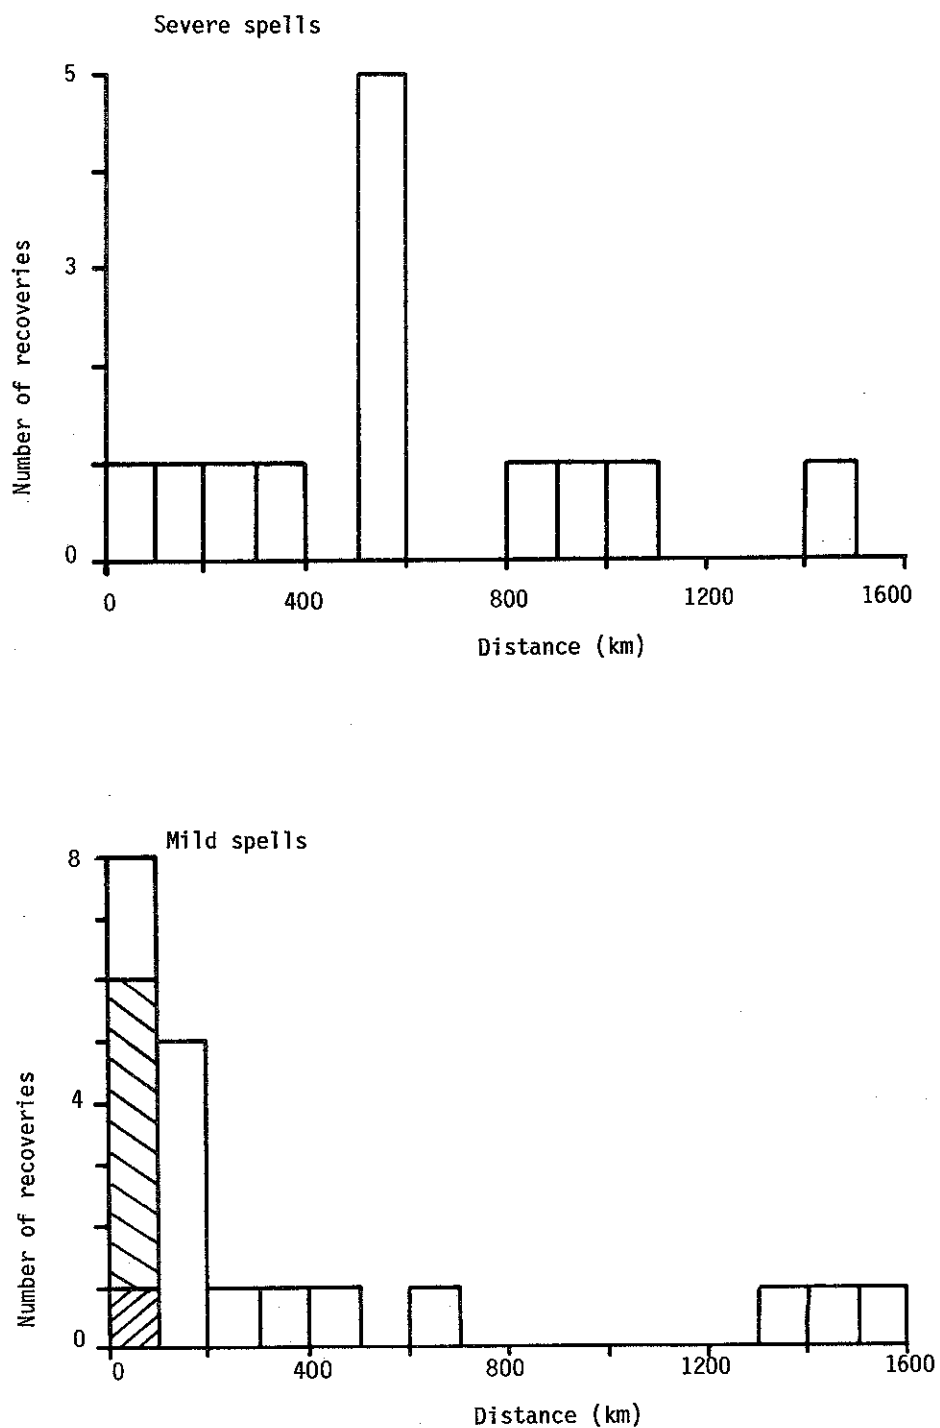 Severe spells
5
3
0
Number of recoveries
0 400 800 1200 1600
Distance (km)
Mild spells
8
4
0
Number of recoveries
0 400 800 1200 1600
Distance (km)